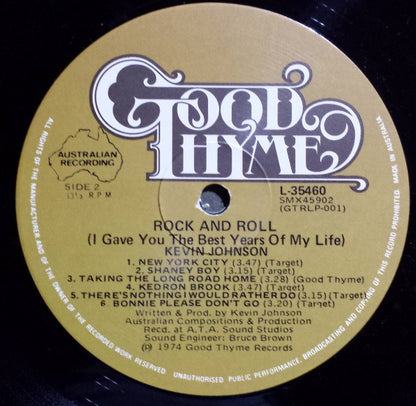 GOOD
THYME
AUSTRALIAN
RECORDING
L-35460
SMX45902
(GTRLP-001)
SIDE 2
33⅓ R P M
ROCK AND ROLL
(I Gave You The Best Years Of My Life)
KEVIN JOHNSON
1. NEW YORK CITY (3.47) (Target)
2. SHANEY BOY (3.15) (Target)
3. TAKING THE LONG ROAD HOME (3.28) (Good Thyme)
4. KEDRON BROOK (3.47) (Target)
5. THERE'S NOTHING I WOULD RATHER DO (3.15) (Target)
6. BONNIE PLEASE DON'T GO (3.20) (Target)
Written & Prod. by Kevin Johnson
Australian Compositions & Production
Recd. at A.T.A. Sound Studios
Sound Engineer: Bruce Brown
℗ 1974 Good Thyme Records
ALL RIGHTS OF THE MANUFACTURER AND OF THE OWNER OF THE RECORDED WORK RESERVED. UNAUTHORISED PUBLIC PERFORMANCE, BROADCASTING AND COPYING OF THIS RECORD PROHIBITED. MADE IN AUSTRALIA